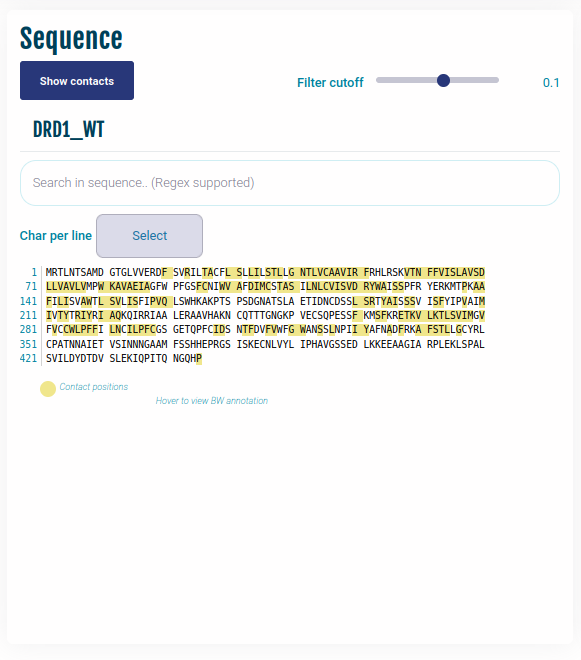 Sequence
Show contacts
Filter cutoff 0.1
DRD1_WT
Search in sequence.. (Regex supported)
Char per line Select
1 MRTLNTSAMD GTGLVVERDF SVRILTACFL SLLILSTLLG NTLVCAAVIR FRHLRSKVTN FFVISLAVSD
71 LLVAVLVMPW KAVAEIAGFW PFGSFCNIWV AFDIMCSTAS ILNLCVISVD RYWAISSPFR YERKMTPKAA
141 FILISVAWTL SVLISFIPVQ LSWHKAKPTS PSDGNATSLA ETIDNCDSSL SRTYAISSSV ISFYIPVAIM
211 IVTYTRIYRI AQKQIRRIAA LERAAVHAKN CQTTTGNGKP VECSQPESSF KMSFKRETKV LKTLSVIMGV
281 FVCCWLPFFI LNCILPFCGS GETQPFCIDS NTFDVFVWFG WANSSLNPII YAFNADFRKA FSTLLGCYRL
351 CPATNNAIET VSINNNGAAM FSSHHEPRGS ISKECNLVYL IPHAVGSSED LKKEEAAGIA RPLEKLSPAL
421 SVILDYDTDV SLEKIQPITQ NGQHP
Contact positions
Hover to view BW annotation